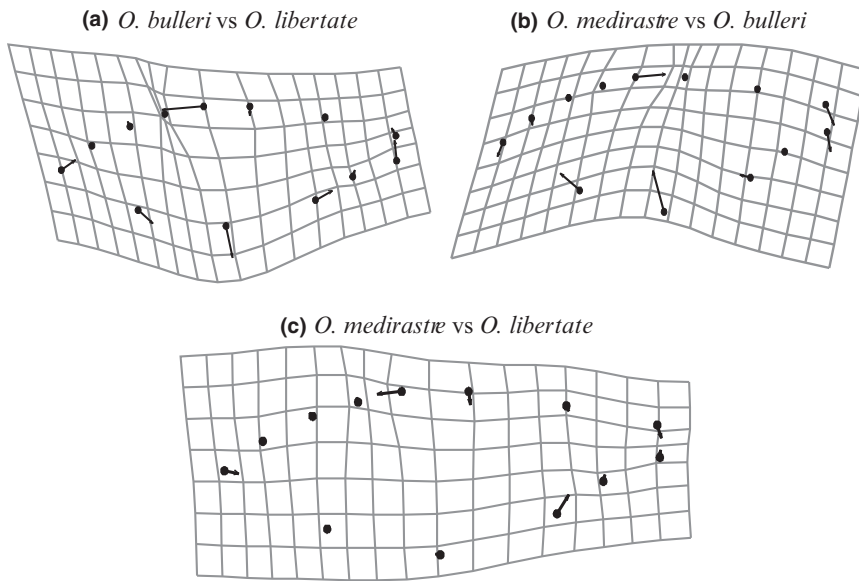 (a) O. bulleri vs O. libertate
(b) O. medirastre vs O. bulleri
(c) O. medirastre vs O. libertate